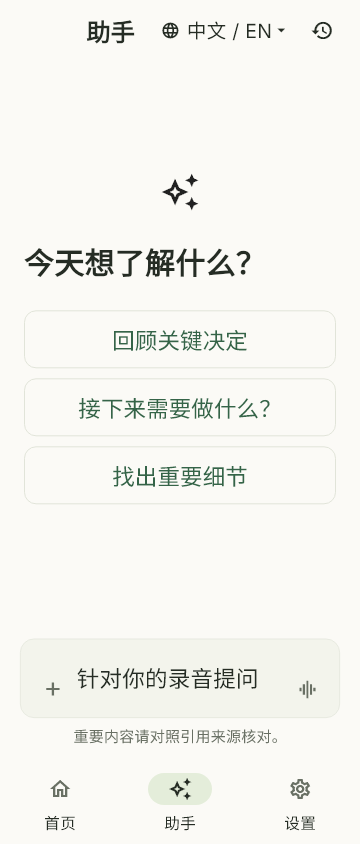 助手
中文 / EN
今天想了解什么？
回顾关键决定
接下来需要做什么？
找出重要细节
针对你的录音提问
重要内容请对照引用来源核对。
首页
助手
设置